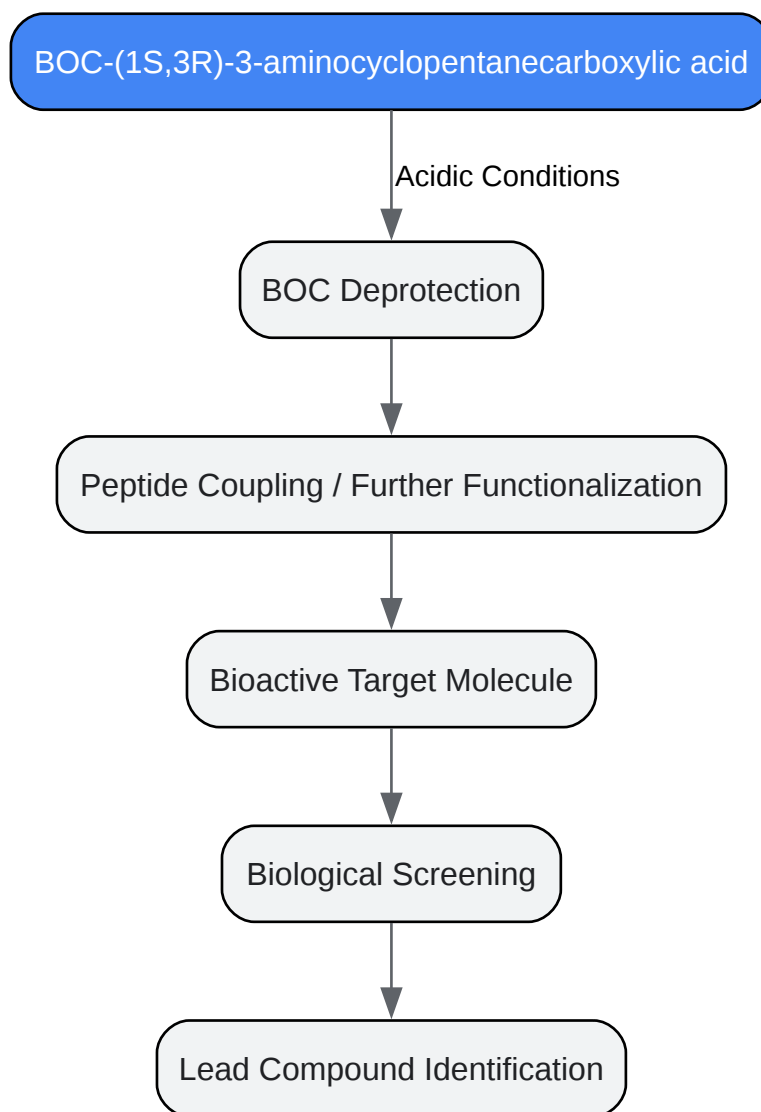 BOC-(1S,3R)-3-aminocyclopentanecarboxylic acid
Acidic Conditions
BOC Deprotection
Peptide Coupling / Further Functionalization
Bioactive Target Molecule
Biological Screening
Lead Compound Identification